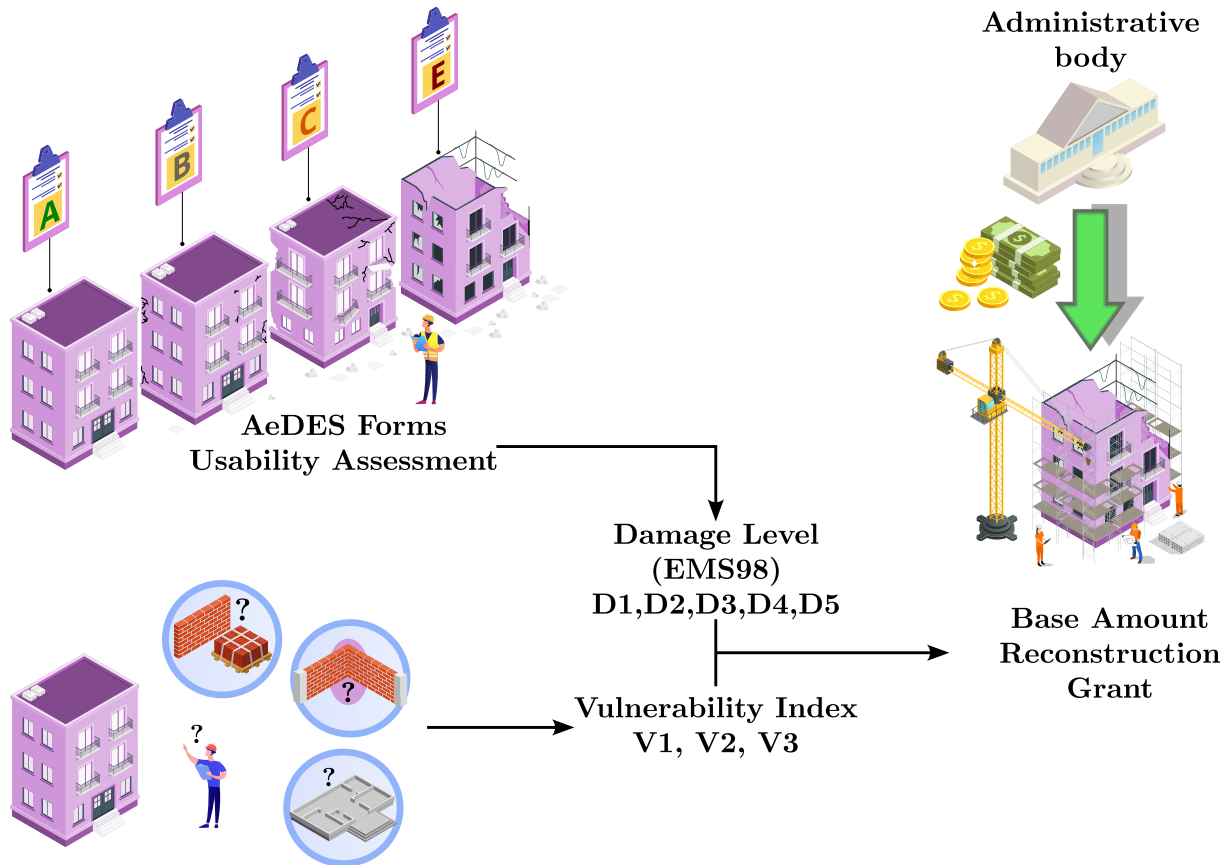 A
B
C
E
Administrative
body
$
$
$
$
$
AeDES Forms
Usability Assessment
Damage Level
(EMS98)
D1,D2,D3,D4,D5
?
?
?
?
Vulnerability Index
V1, V2, V3
Base Amount
Reconstruction
Grant